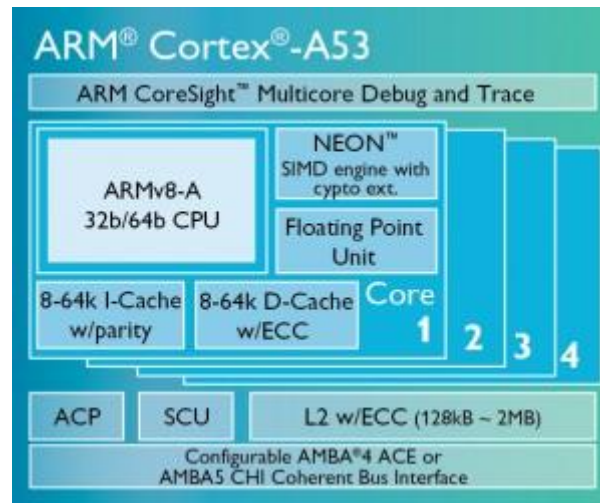 ARM® Cortex®-A53
ARM CoreSight™ Multicore Debug and Trace
ARMv8-A
32b/64b CPU
NEON™
SIMD engine with
cypto ext.
Floating Point
Unit
8-64k I-Cache
w/parity
8-64k D-Cache
w/ECC
Core
1
2
3
4
ACP
SCU
L2 w/ECC (128kB ~ 2MB)
Configurable AMBA®4 ACE or
AMBA5 CHI Coherent Bus Interface